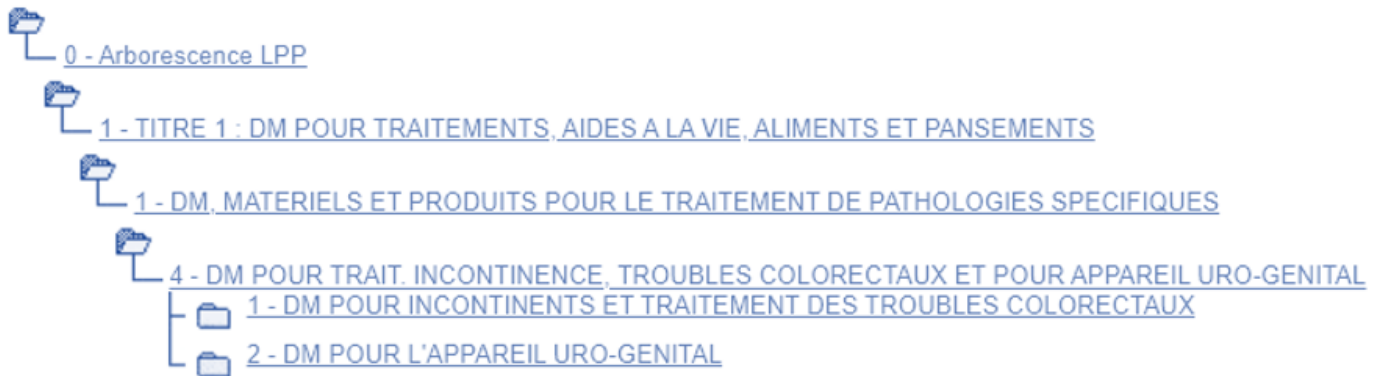 0 - Arborescence LPP
1 - TITRE 1 : DM POUR TRAITEMENTS, AIDES A LA VIE, ALIMENTS ET PANSEMENTS
1 - DM, MATERIELS ET PRODUITS POUR LE TRAITEMENT DE PATHOLOGIES SPECIFIQUES
4 - DM POUR TRAIT. INCONTINENCE, TROUBLES COLORECTAUX ET POUR APPAREIL URO-GENITAL
1 - DM POUR INCONTINENTS ET TRAITEMENT DES TROUBLES COLORECTAUX
2 - DM POUR L'APPAREIL URO-GENITAL